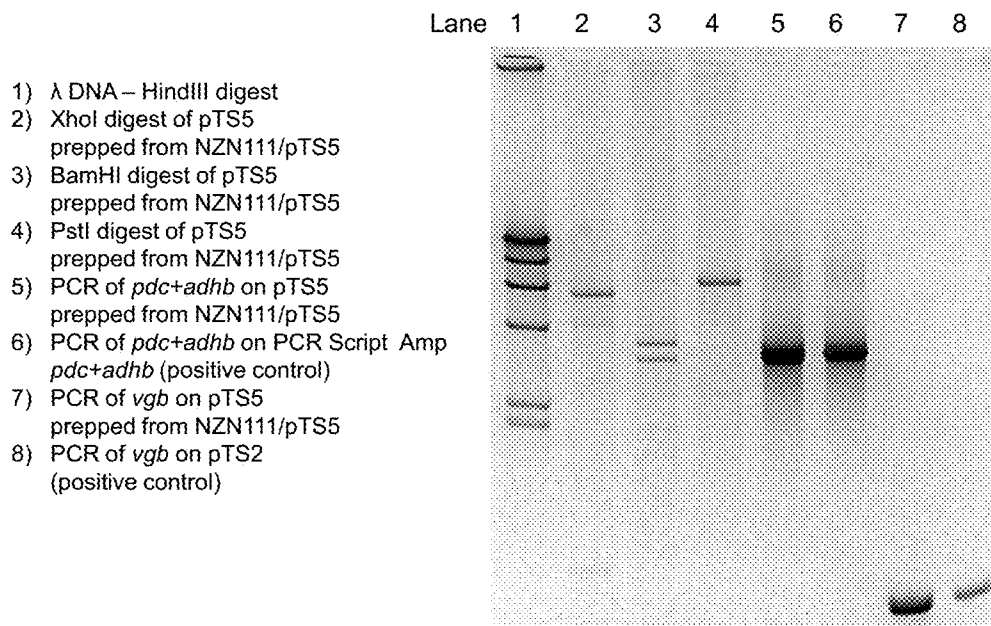 Lane 1 2 3 4 5 6 7 8
1) λ DNA – HindIII digest
2) XhoI digest of pTS5
prepped from NZN111/pTS5
3) BamHI digest of pTS5
prepped from NZN111/pTS5
4) PstI digest of pTS5
prepped from NZN111/pTS5
5) PCR of pdc+adhb on pTS5
prepped from NZN111/pTS5
6) PCR of pdc+adhb on PCR Script Amp
pdc+adhb (positive control)
7) PCR of vgb on pTS5
prepped from NZN111/pTS5
8) PCR of vgb on pTS2
(positive control)